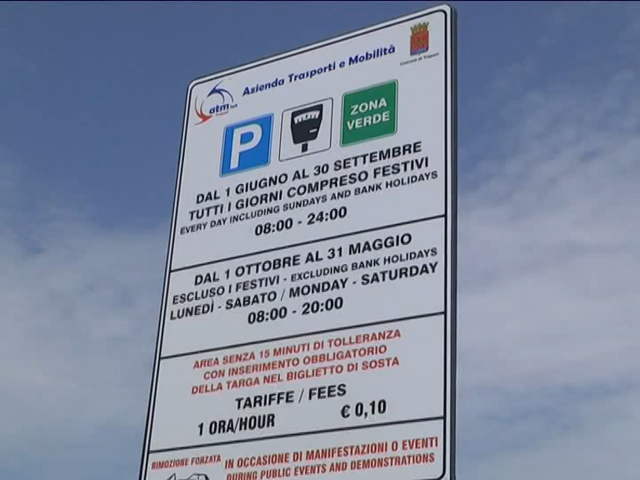 atm
Azienda Trasporti e Mobilità
Comune di Trapani
P
ZONA
VERDE
DAL 1 GIUGNO AL 30 SETTEMBRE
TUTTI I GIORNI COMPRESO FESTIVI
EVERY DAY INCLUDING SUNDAYS AND BANK HOLIDAYS
08:00 - 24:00
DAL 1 OTTOBRE AL 31 MAGGIO
ESCLUSO I FESTIVI - EXCLUDING BANK HOLIDAYS
LUNEDÌ - SABATO / MONDAY - SATURDAY
08:00 - 20:00
AREA SENZA 15 MINUTI DI TOLLERANZA
CON INSERIMENTO OBBLIGATORIO
DELLA TARGA NEL BIGLIETTO DI SOSTA
TARIFFE / FEES
1 ORA/HOUR € 0,10
RIMOZIONE FORZATA
IN OCCASIONE DI MANIFESTAZIONI O EVENTI
DURING PUBLIC EVENTS AND DEMONSTRATIONS